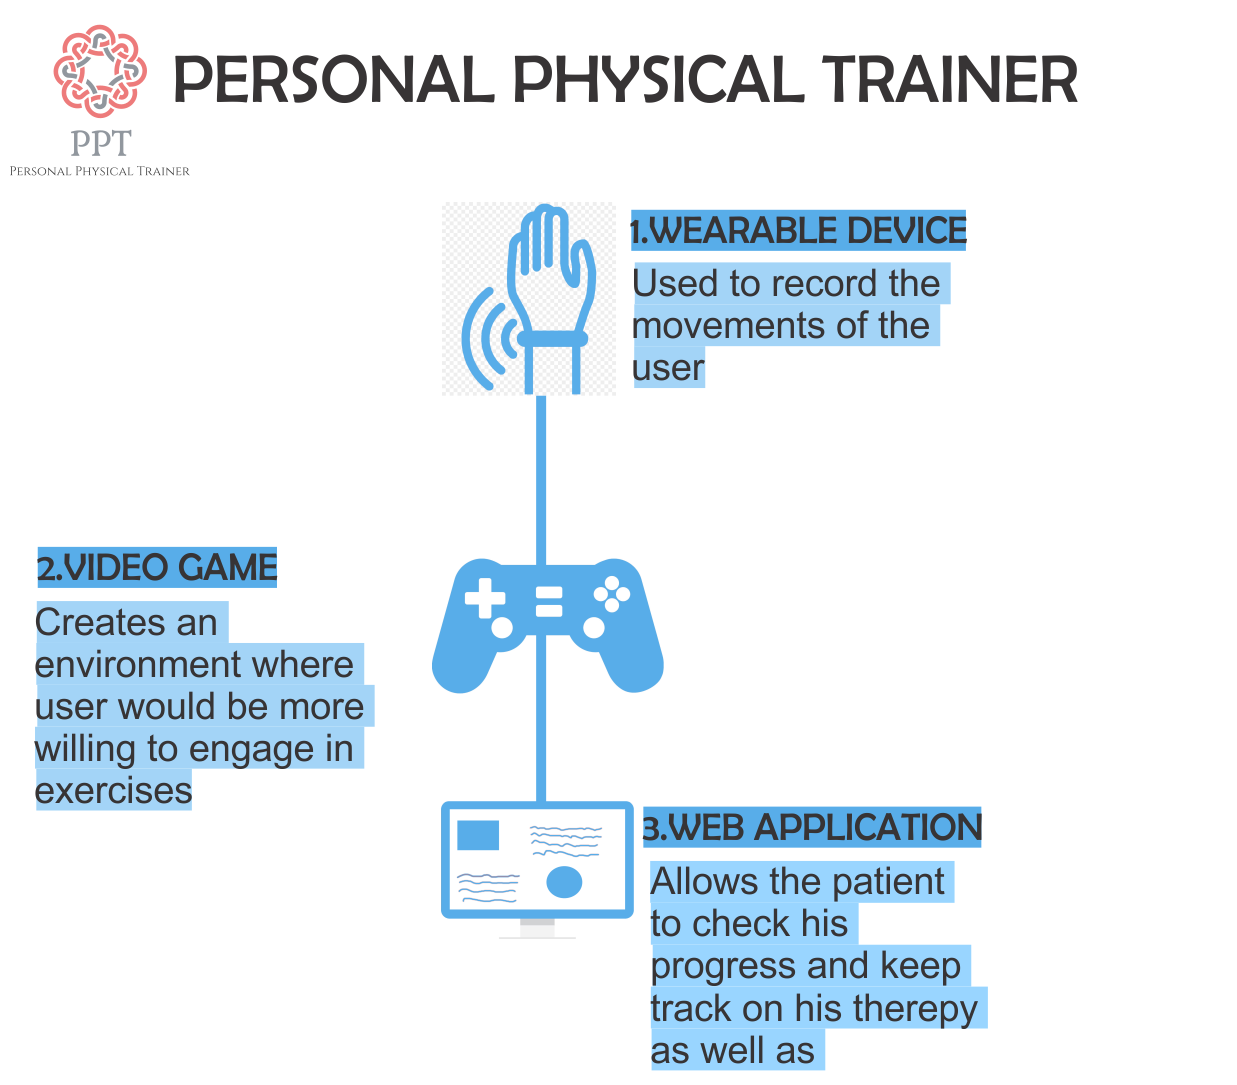 PERSONAL PHYSICAL TRAINER
PPT
PERSONAL PHYSICAL TRAINER
1.WEARABLE DEVICE
Used to record the
movements of the
user
2.VIDEO GAME
Creates an
environment where
user would be more
willing to engage in
exercises
3.WEB APPLICATION
Allows the patient
to check his
progress and keep
track on his therepy
as well as